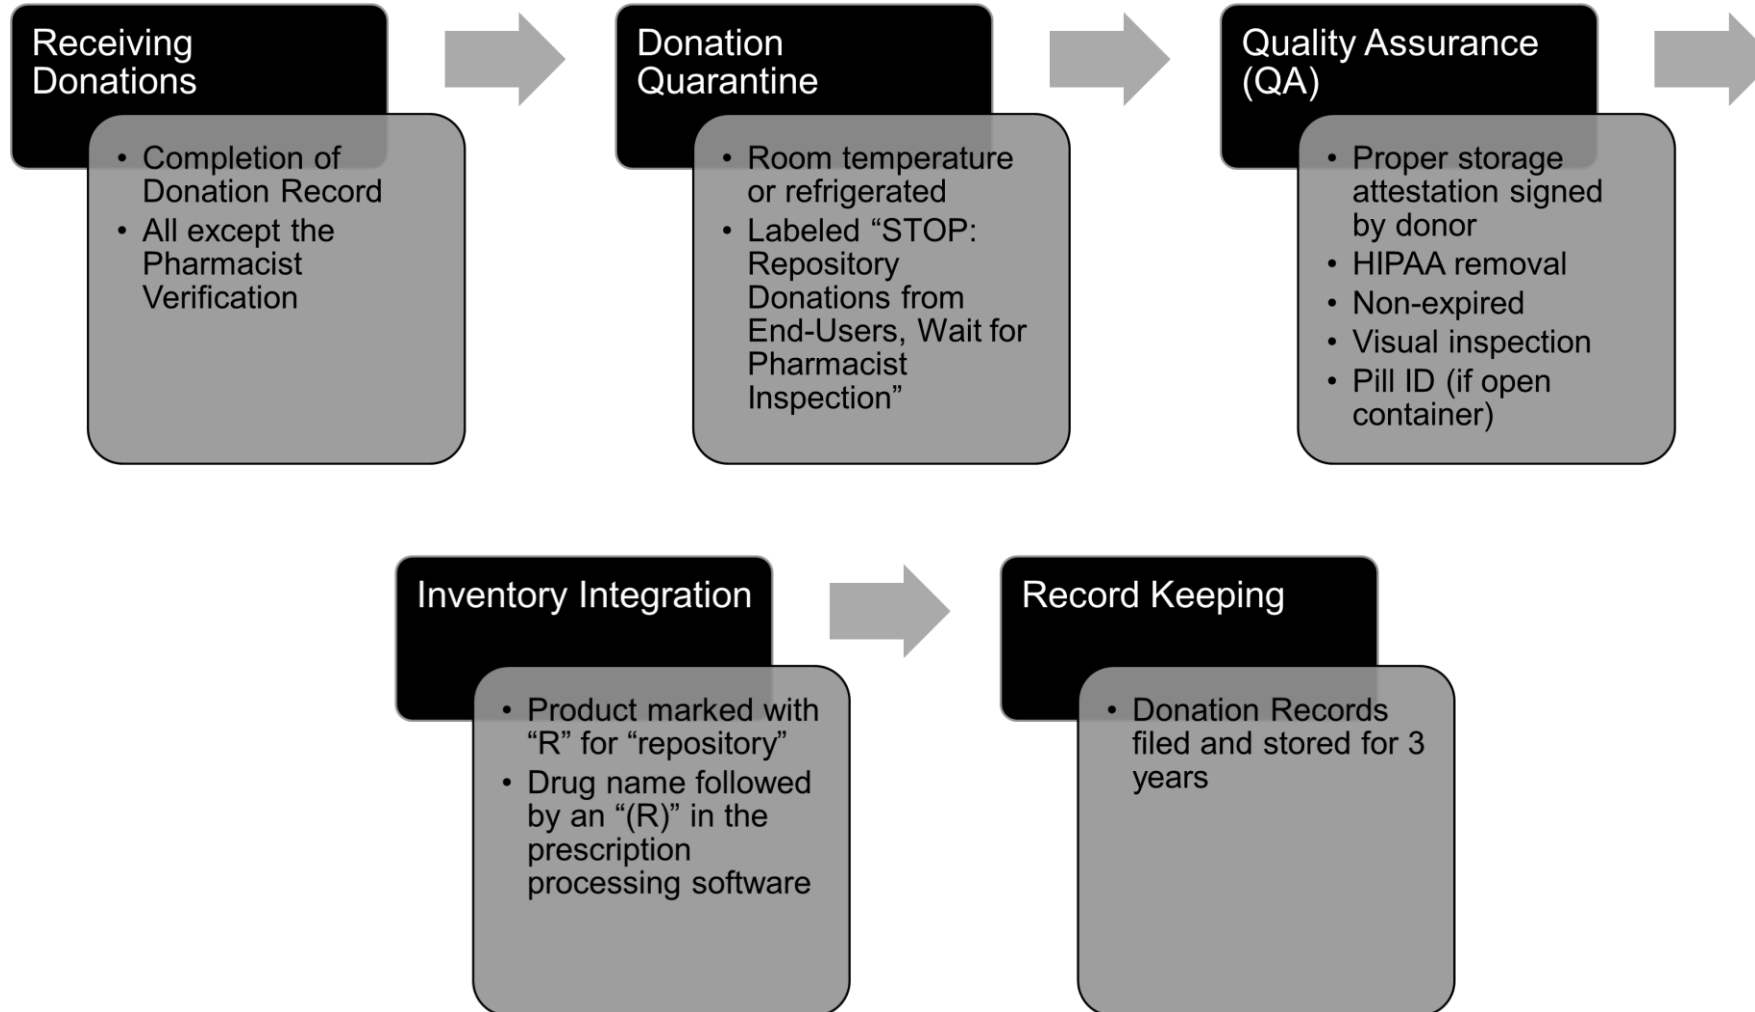 Receiving
Donations
• Completion of
Donation Record
• All except the
Pharmacist
Verification
Donation
Quarantine
• Room temperature
or refrigerated
• Labeled “STOP:
Repository
Donations from
End-Users, Wait for
Pharmacist
Inspection”
Quality Assurance
(QA)
• Proper storage
attestation signed
by donor
• HIPAA removal
• Non-expired
• Visual inspection
• Pill ID (if open
container)
Inventory Integration
• Product marked with
“R” for “repository”
• Drug name followed
by an “(R)” in the
prescription
processing software
Record Keeping
• Donation Records
filed and stored for 3
years